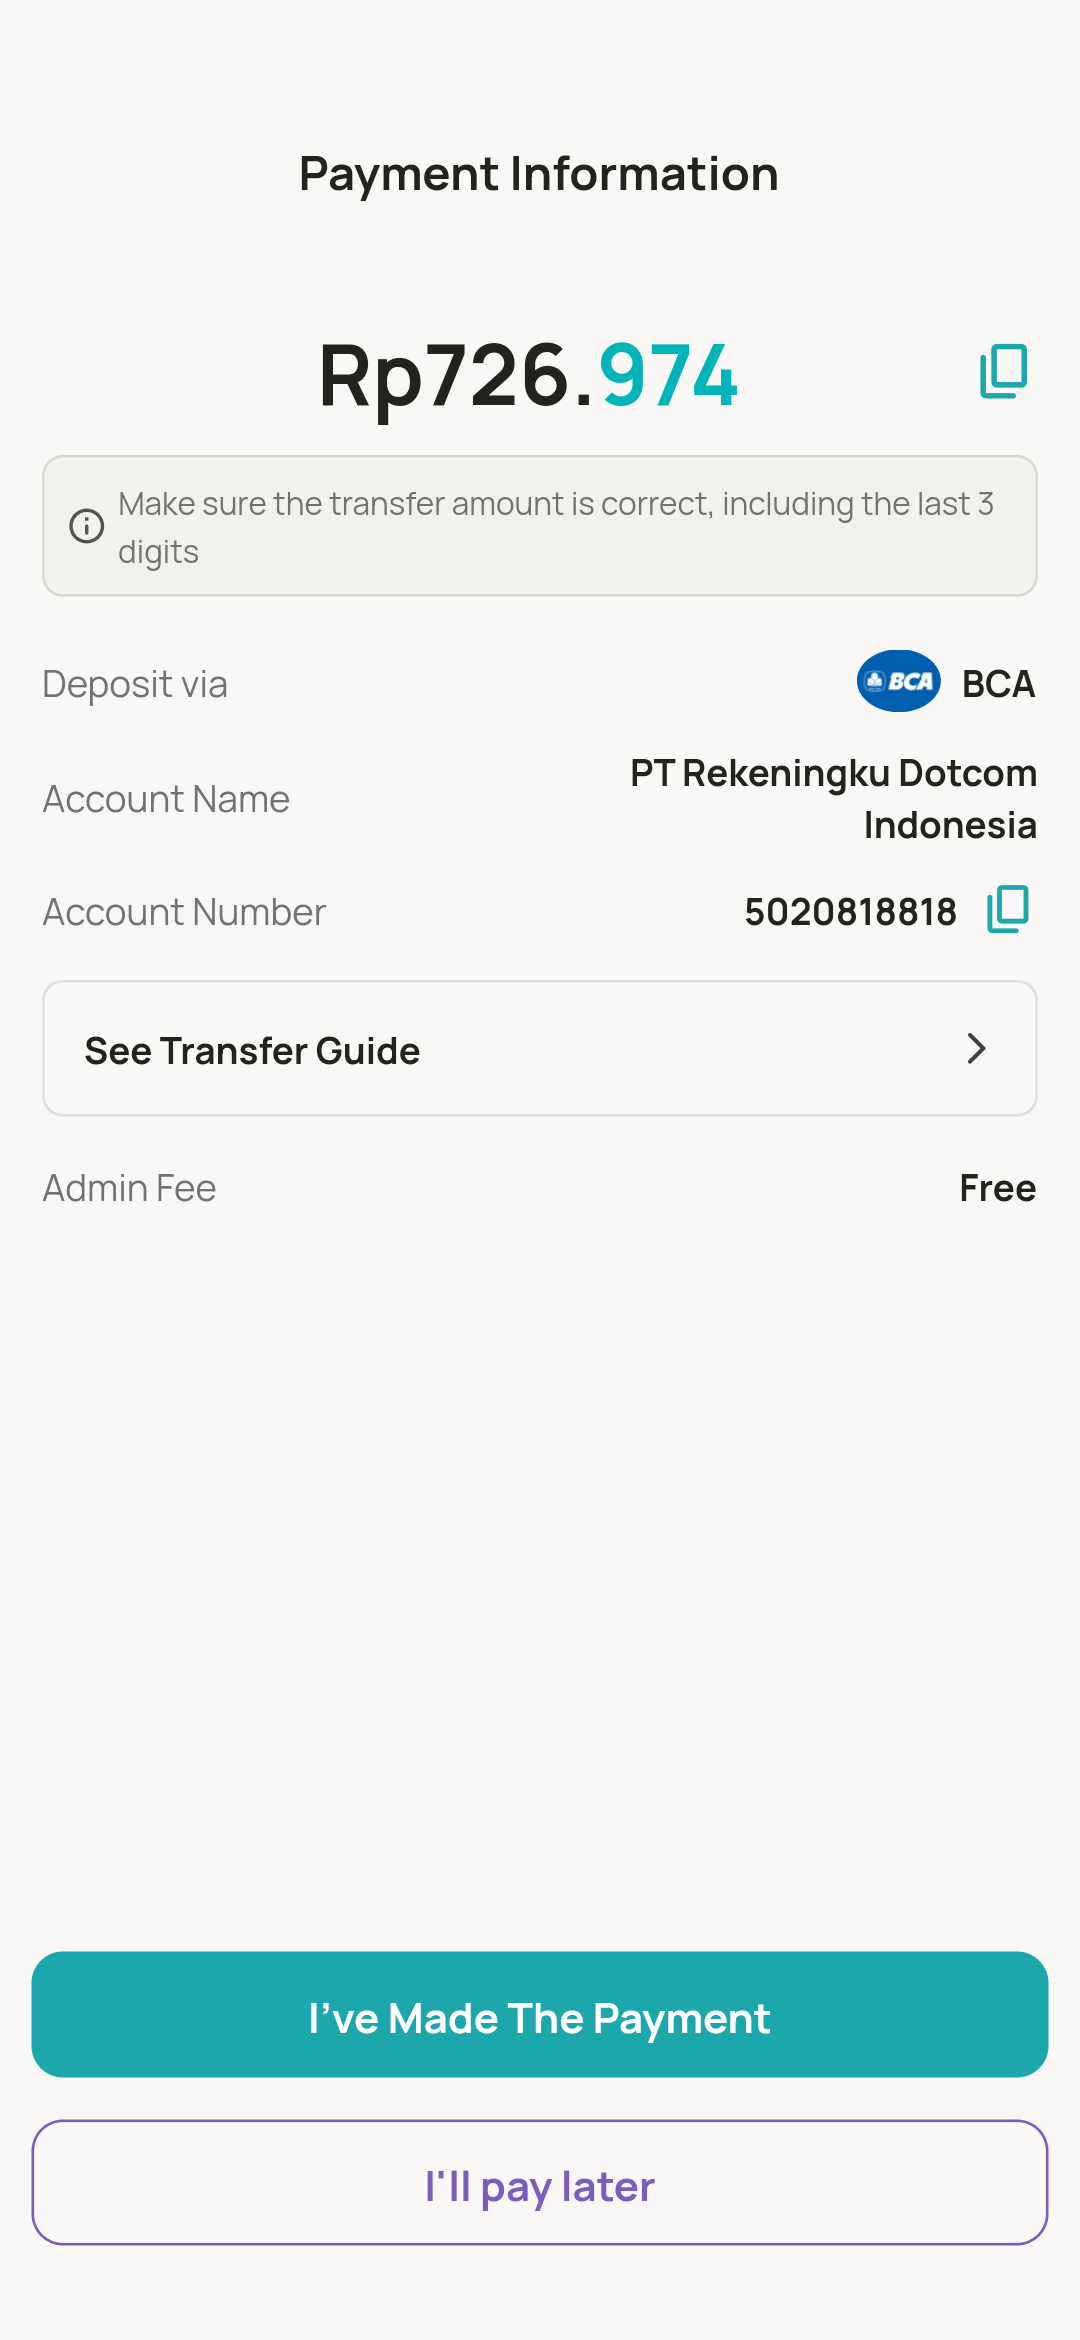 Payment Information
Rp726.974
Make sure the transfer amount is correct, including the last 3
digits
Deposit via
BCA BCA
Account Name
PT Rekeningku Dotcom
Indonesia
Account Number
5020818818
See Transfer Guide
Admin Fee
Free
I've Made The Payment
I'll pay later